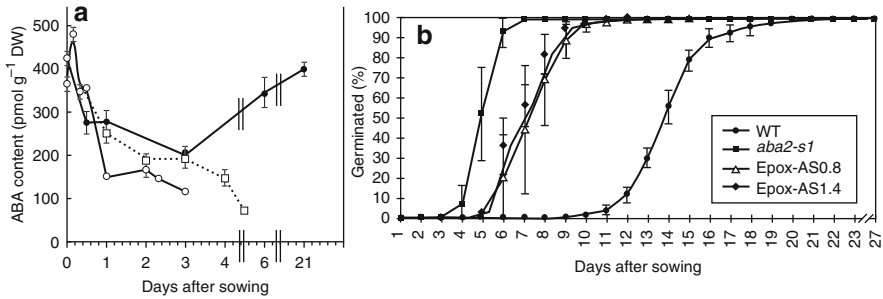 a
ABA content (pmol g⁻¹ DW)
500
400
300
200
100
0
0 1 2 3 4 6 21
Days after sowing
b
Germinated (%)
100
90
80
70
60
50
40
30
20
10
0
1 2 3 4 5 6 7 8 9 10 11 12 13 14 15 16 17 18 19 20 21 22 23 27
Days after sowing
WT
aba2-s1
Epox-AS0.8
Epox-AS1.4